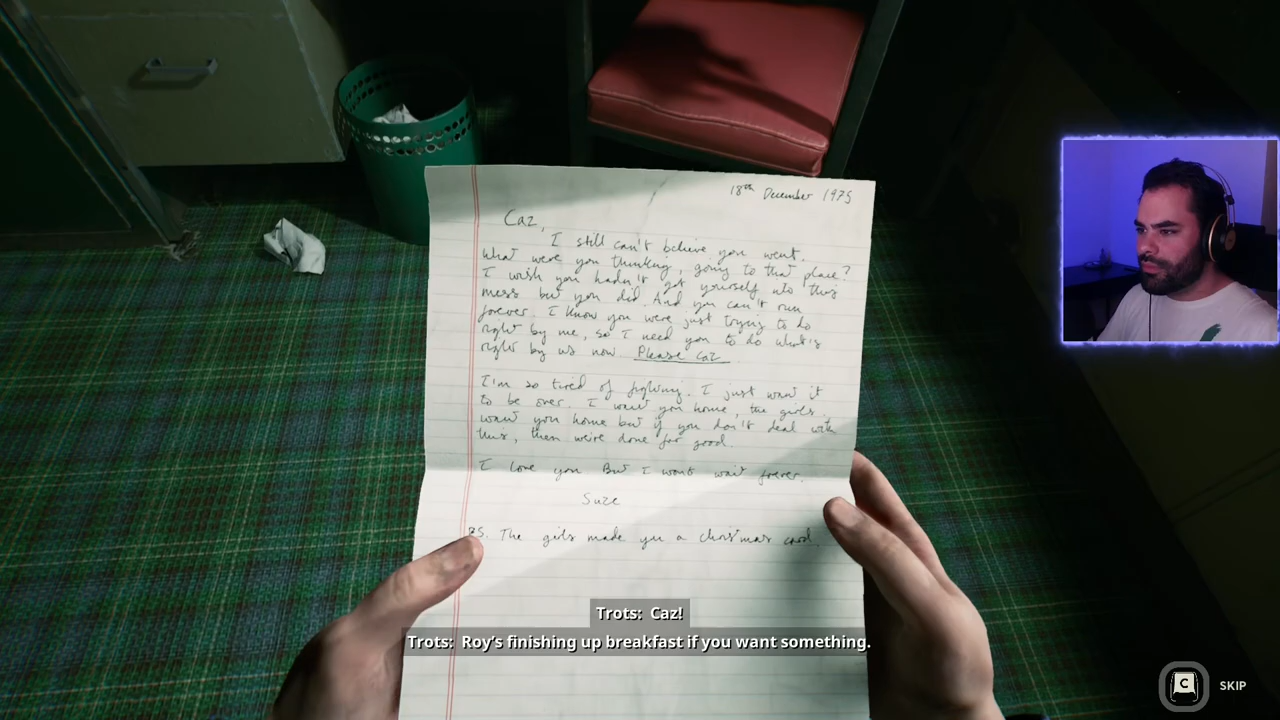 18th December 1975
Caz,
I still can't believe you went.
What were you thinking, going to that place?
I wish you hadn't got yourself into this
mess but you did. And you can't run
forever. I know you were just trying to do
right by me, so I need you to do what's
right by us now. Please Caz
I'm so tired of fighting. I just want it
to be over. I want you home, the girls
want you home but if you don't deal with
this, then we're done for good.
I love you But I won't wait forever.
Suze
PS. The girls made you a christmas card.
Trots: Caz!
Trots: Roy's finishing up breakfast if you want something.
C SKIP